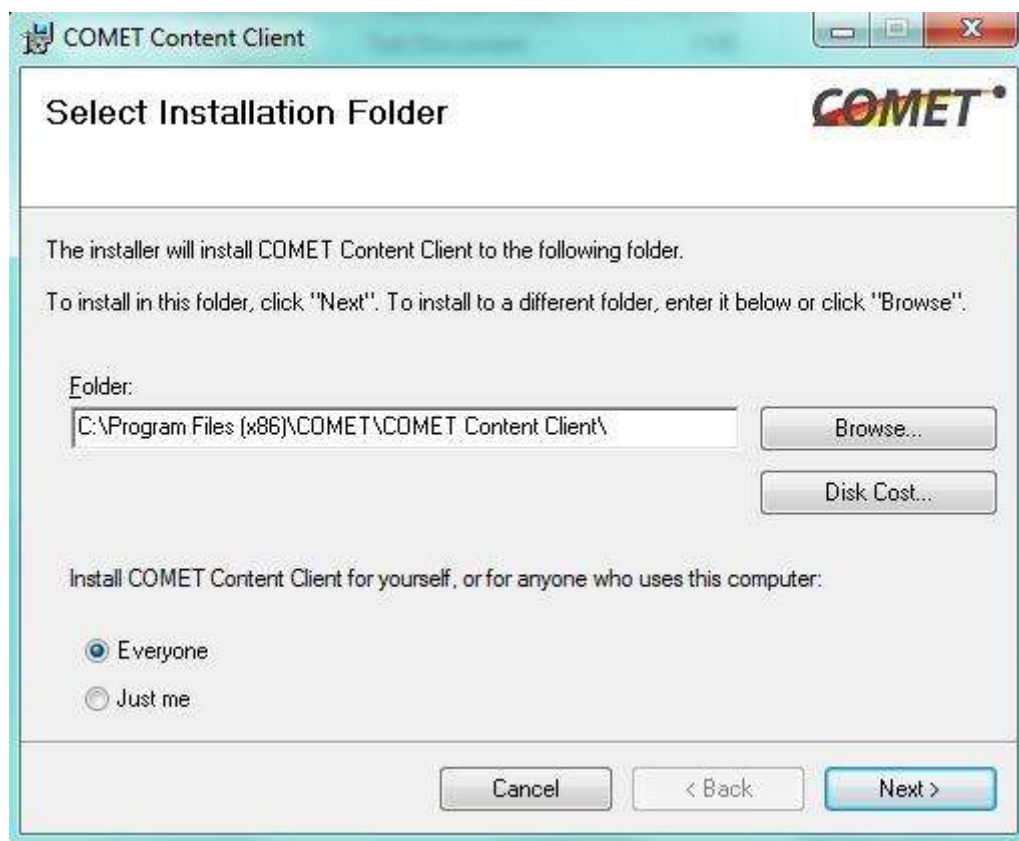 COMET Content Client
Select Installation Folder
COMET
The installer will install COMET Content Client to the following folder.
To install in this folder, click "Next". To install to a different folder, enter it below or click "Browse".
Folder:
C:\Program Files (x86)\COMET\COMET Content Client\
Browse...
Disk Cost...
Install COMET Content Client for yourself, or for anyone who uses this computer:
Everyone
Just me
Cancel
< Back
Next >